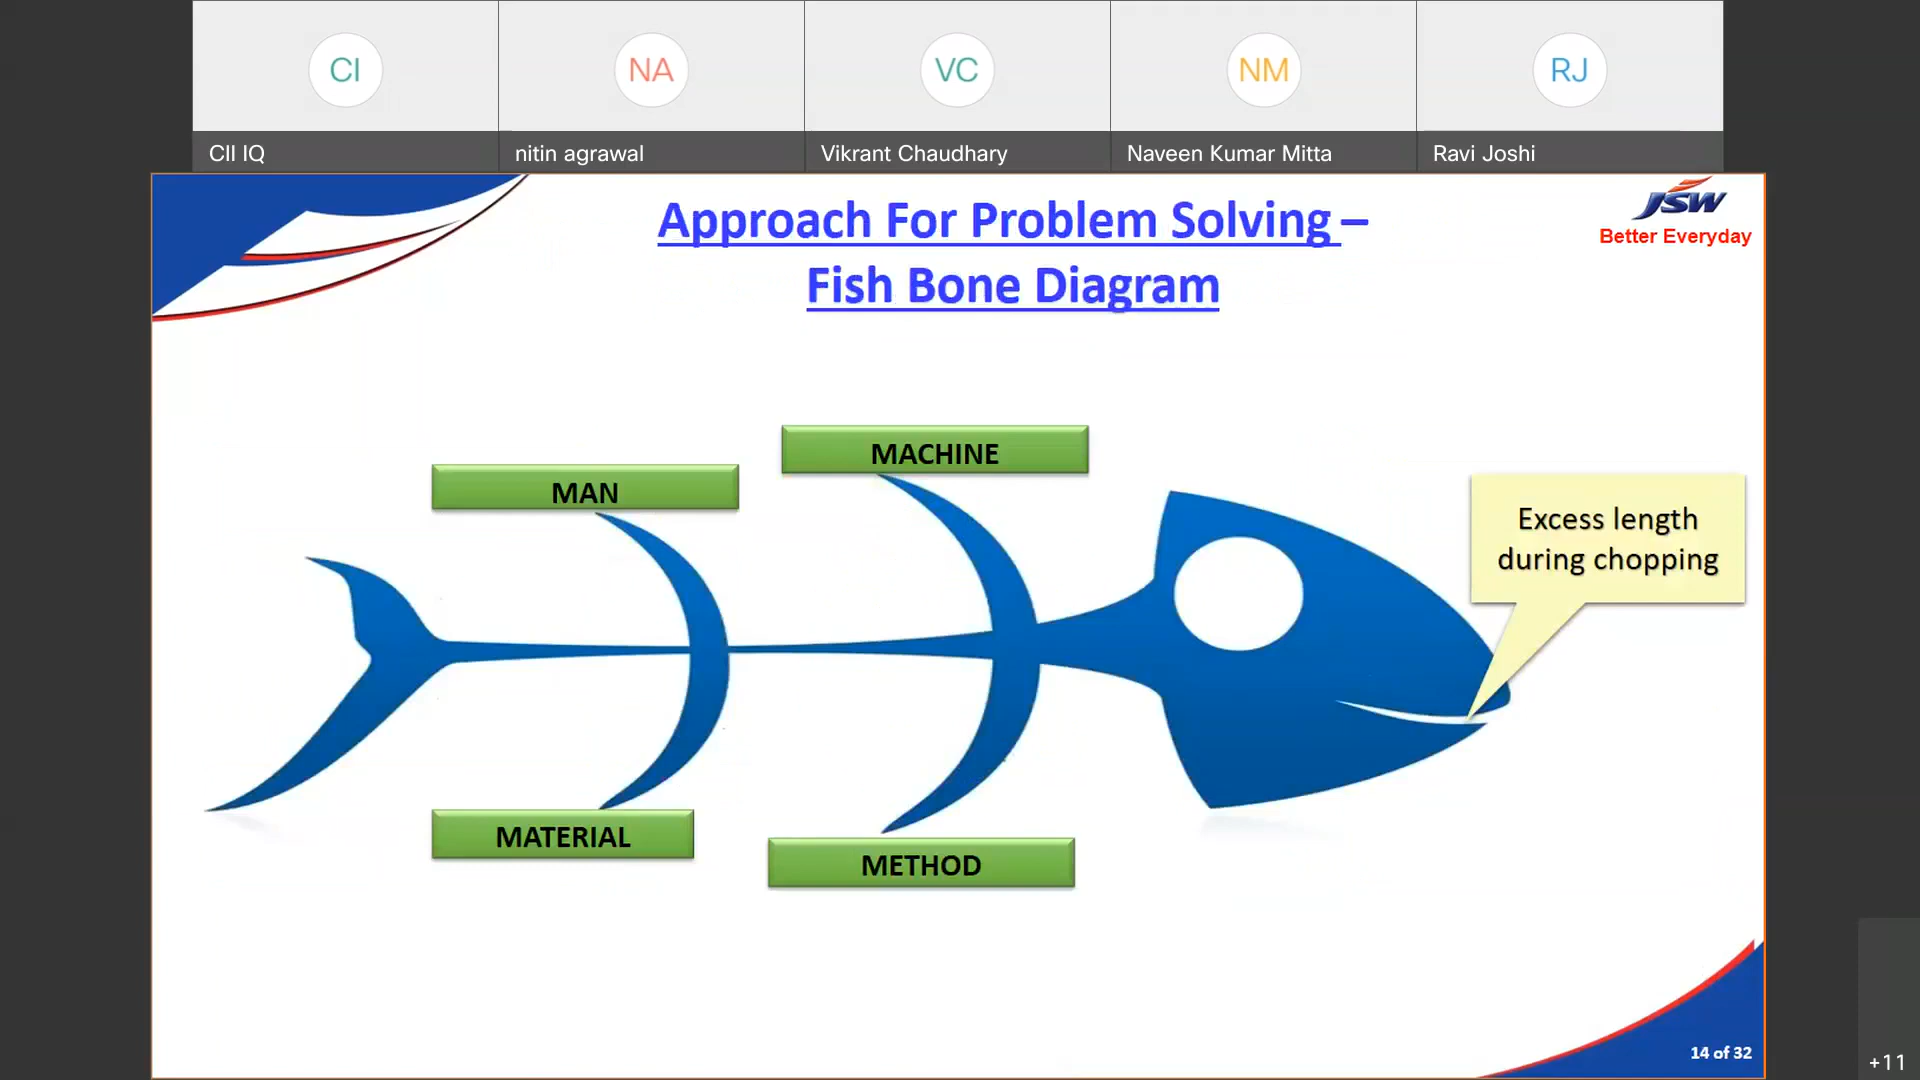 CI
NA
VC
NM
RJ
CII IQ
nitin agrawal
Vikrant Chaudhary
Naveen Kumar Mitta
Ravi Joshi
Approach For Problem Solving –
Fish Bone Diagram
JSW
Better Everyday
MACHINE
MAN
Excess length
during chopping
MATERIAL
METHOD
14 of 32
+11